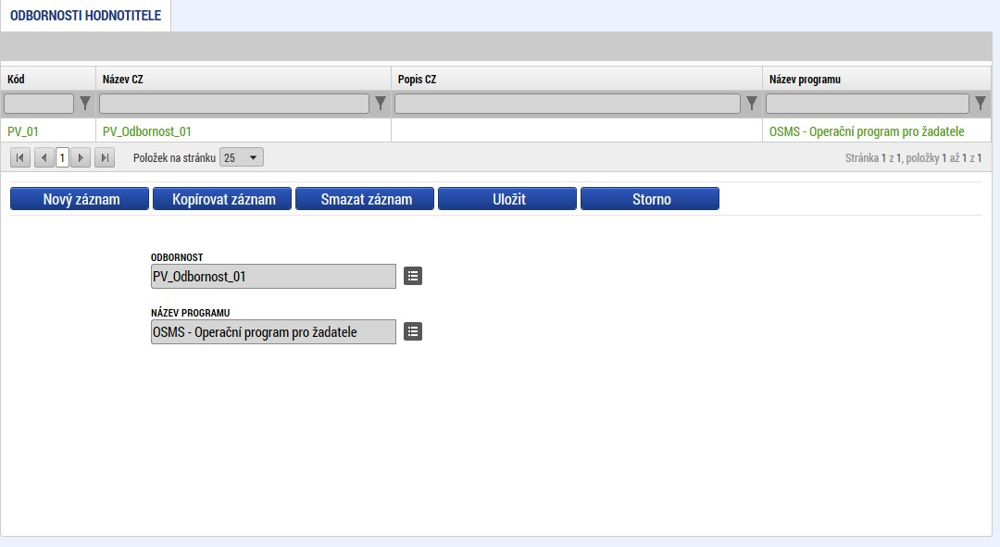 ODBORNOSTI HODNOTITELE
Kód Název CZ Popis CZ Název programu
PV_01 PV_Odbornost_01 OSMS - Operační program pro žadatele
1 Položek na stránku 25 Stránka 1 z 1, položky 1 až 1 z 1
Nový záznam Kopírovat záznam Smazat záznam Uložit Storno
ODBORNOST
PV_Odbornost_01
NÁZEV PROGRAMU
OSMS - Operační program pro žadatele